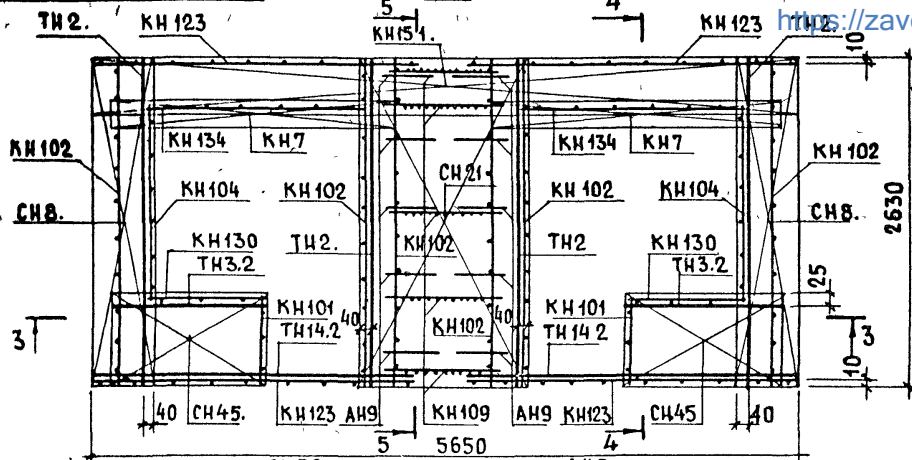 5 4
ТН2. КН123 КН151. КН123 ТН2.
https://zavo
10
КН134 КН7 КН134 КН7
КН102 КН102
КН104 КН102 СН21 КН102 КН104
СН8. СН8.
2630
ТН2. КН102 ТН2
КН130 КН130
ТН3.2 ТН3.2
25
КН101 40 40 КН101
ТН14.2 КН102 ТН14 2
3 3
10
40 СН45. КН123 АН9 КН109 АН9 КН123 СН45 40
5 5650 4